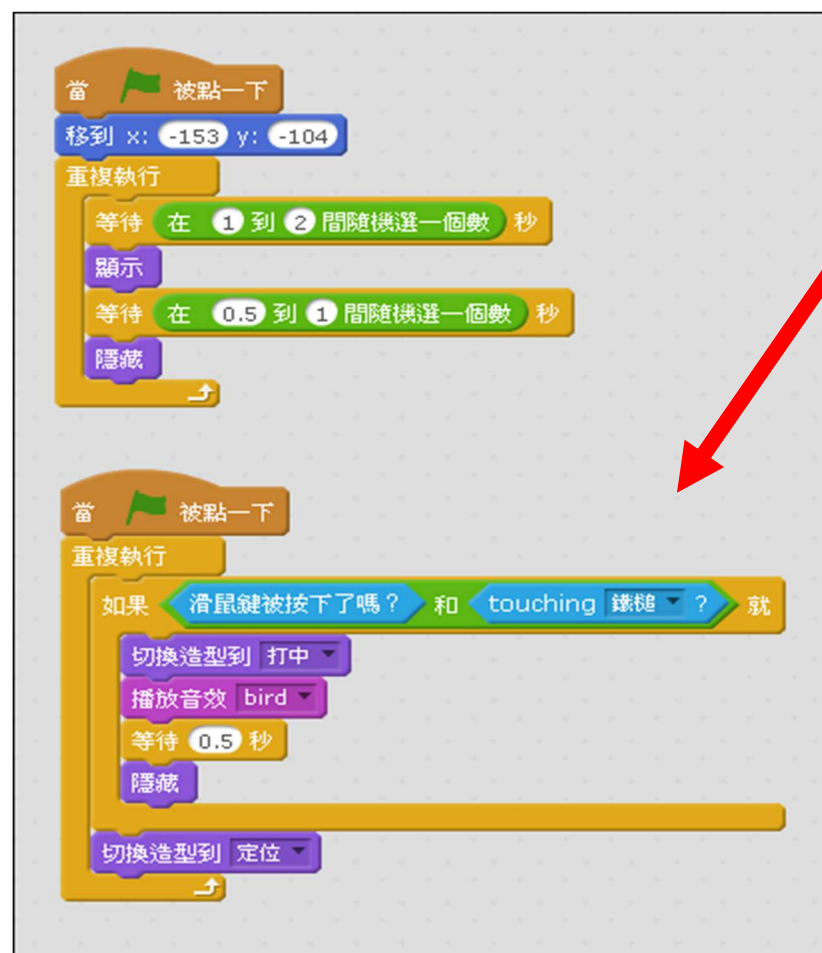 當 被點一下
移到 x: -153 y: -104
重複執行
等待 在 1 到 2 間隨機選一個數 秒
顯示
等待 在 0.5 到 1 間隨機選一個數 秒
隱藏
當 被點一下
重複執行
如果 滑鼠鍵被按下了嗎？ 和 touching 鐵槌 ? 就
切換造型到 打中
播放音效 bird
等待 0.5 秒
隱藏
切換造型到 定位